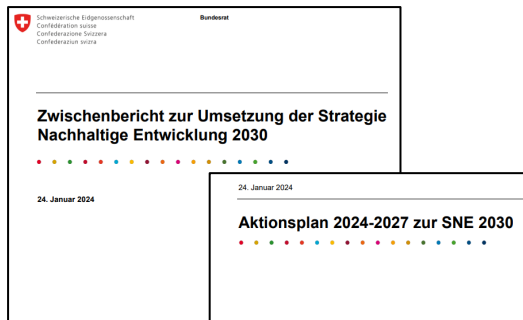 Schweizerische Eidgenossenschaft
Confédération suisse
Confederazione Svizzera
Confederaziun svizra
Bundesrat
Zwischenbericht zur Umsetzung der Strategie
Nachhaltige Entwicklung 2030
24. Januar 2024
24. Januar 2024
Aktionsplan 2024-2027 zur SNE 2030